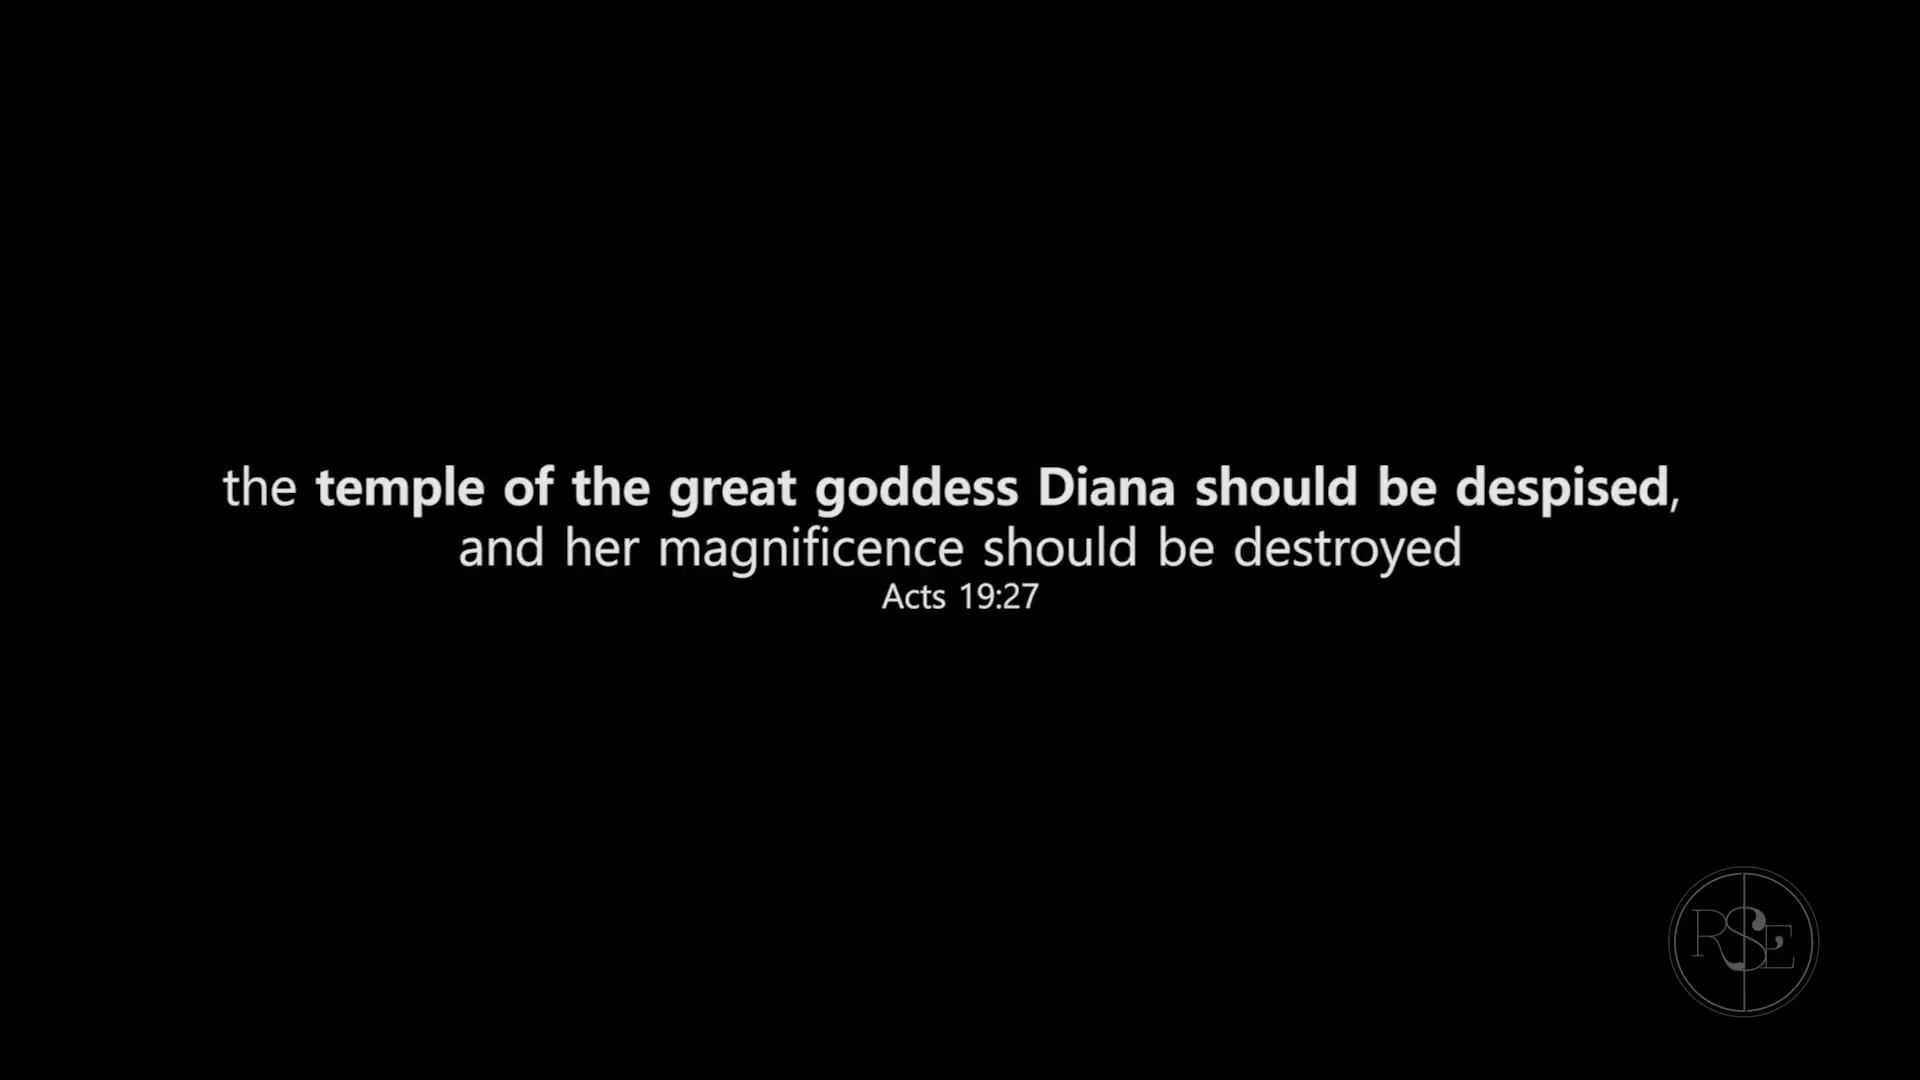 the temple of the great goddess Diana should be despised,
and her magnificence should be destroyed
Acts 19:27
RSE